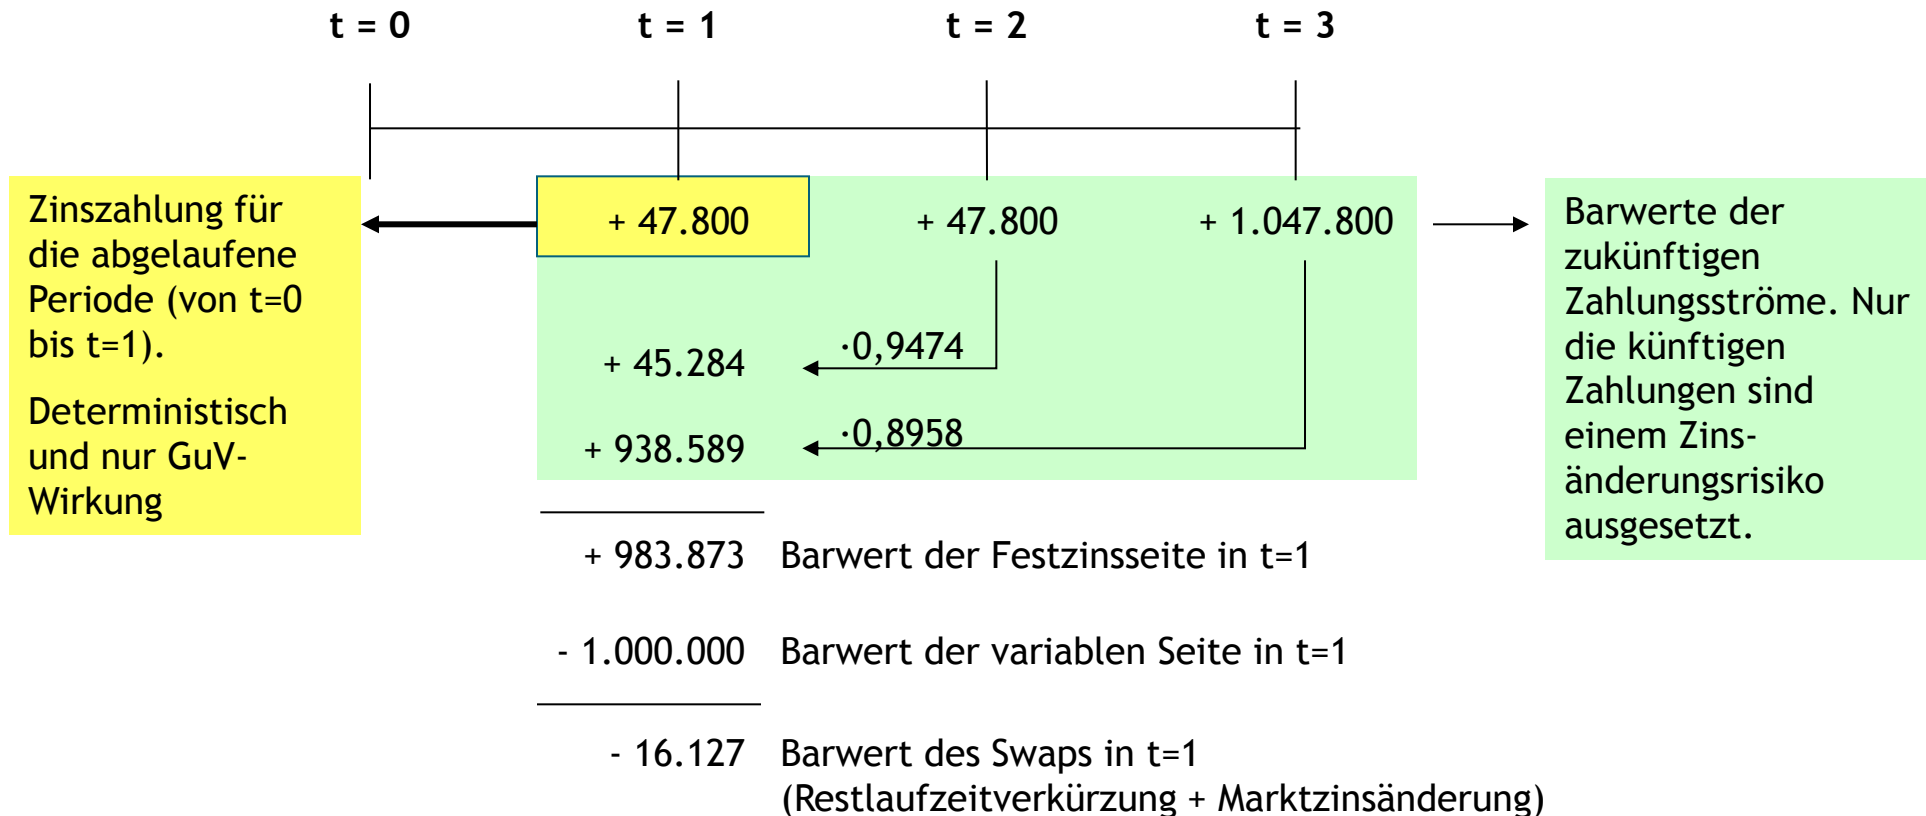 t = 0 t = 1 t = 2 t = 3
Zinszahlung für
die abgelaufene
Periode (von t=0
bis t=1).
Deterministisch
und nur GuV-
Wirkung
+ 47.800 + 47.800 + 1.047.800
+ 45.284 ·0,9474
+ 938.589 ·0,8958
Barwerte der
zukünftigen
Zahlungsströme. Nur
die künftigen
Zahlungen sind
einem Zins-
änderungsrisiko
ausgesetzt.
+ 983.873 Barwert der Festzinsseite in t=1
- 1.000.000 Barwert der variablen Seite in t=1
- 16.127 Barwert des Swaps in t=1
(Restlaufzeitverkürzung + Marktzinsänderung)